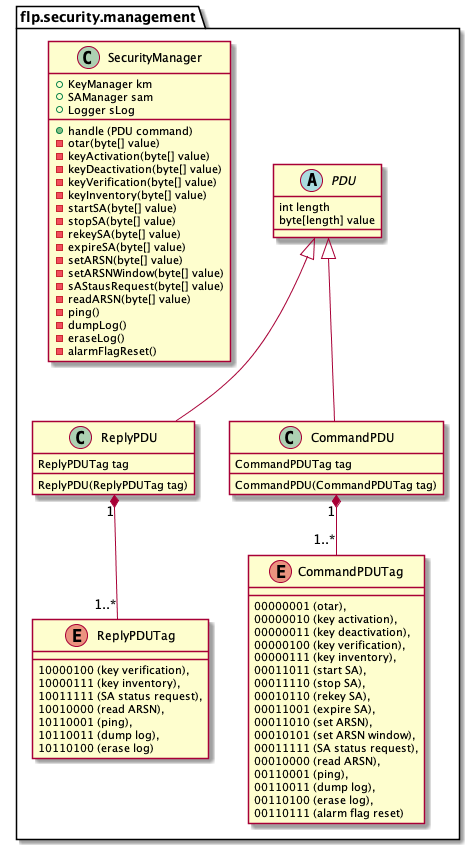 flp.security.management
C SecurityManager
KeyManager km
SAManager sam
Logger sLog
handle (PDU command)
otar(byte[] value)
keyActivation(byte[] value)
keyDeactivation(byte[] value)
keyVerification(byte[] value)
keyInventory(byte[] value)
startSA(byte[] value)
stopSA(byte[] value)
rekeySA(byte[] value)
expireSA(byte[] value)
setARSN(byte[] value)
setARSNWindow(byte[] value)
sAStausRequest(byte[] value)
readARSN(byte[] value)
ping()
dumpLog()
eraseLog()
alarmFlagReset()
A PDU
int length
byte[length] value
C ReplyPDU
ReplyPDUTag tag
ReplyPDU(ReplyPDUTag tag)
C CommandPDU
CommandPDUTag tag
CommandPDU(CommandPDUTag tag)
1
1..*
1
1..*
E ReplyPDUTag
10000100 (key verification),
10000111 (key inventory),
10011111 (SA status request),
10010000 (read ARSN),
10110001 (ping),
10110011 (dump log),
10110100 (erase log)
E CommandPDUTag
00000001 (otar),
00000010 (key activation),
00000011 (key deactivation),
00000100 (key verification),
00000111 (key inventory),
00011011 (start SA),
00011110 (stop SA),
00010110 (rekey SA),
00011001 (expire SA),
00011010 (set ARSN),
00010101 (set ARSN window),
00011111 (SA status request),
00010000 (read ARSN),
00110001 (ping),
00110011 (dump log),
00110100 (erase log),
00110111 (alarm flag reset)